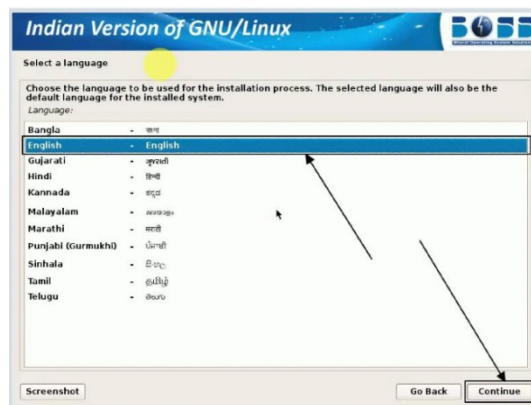 Indian Version of GNU/Linux
BOSS
Select a language
Choose the language to be used for the installation process. The selected language will also be the
default language for the installed system.
Language:
Bangla - বাংলা
English - English
Gujarati - ગુજરાતી
Hindi - हिन्दी
Kannada - ಕನ್ನಡ
Malayalam - മലയാളം
Marathi - मराठी
Punjabi (Gurmukhi) - ਪੰਜਾਬੀ
Sinhala - සිංහල
Tamil - தமிழ்
Telugu - తెలుగు
Screenshot
Go Back
Continue